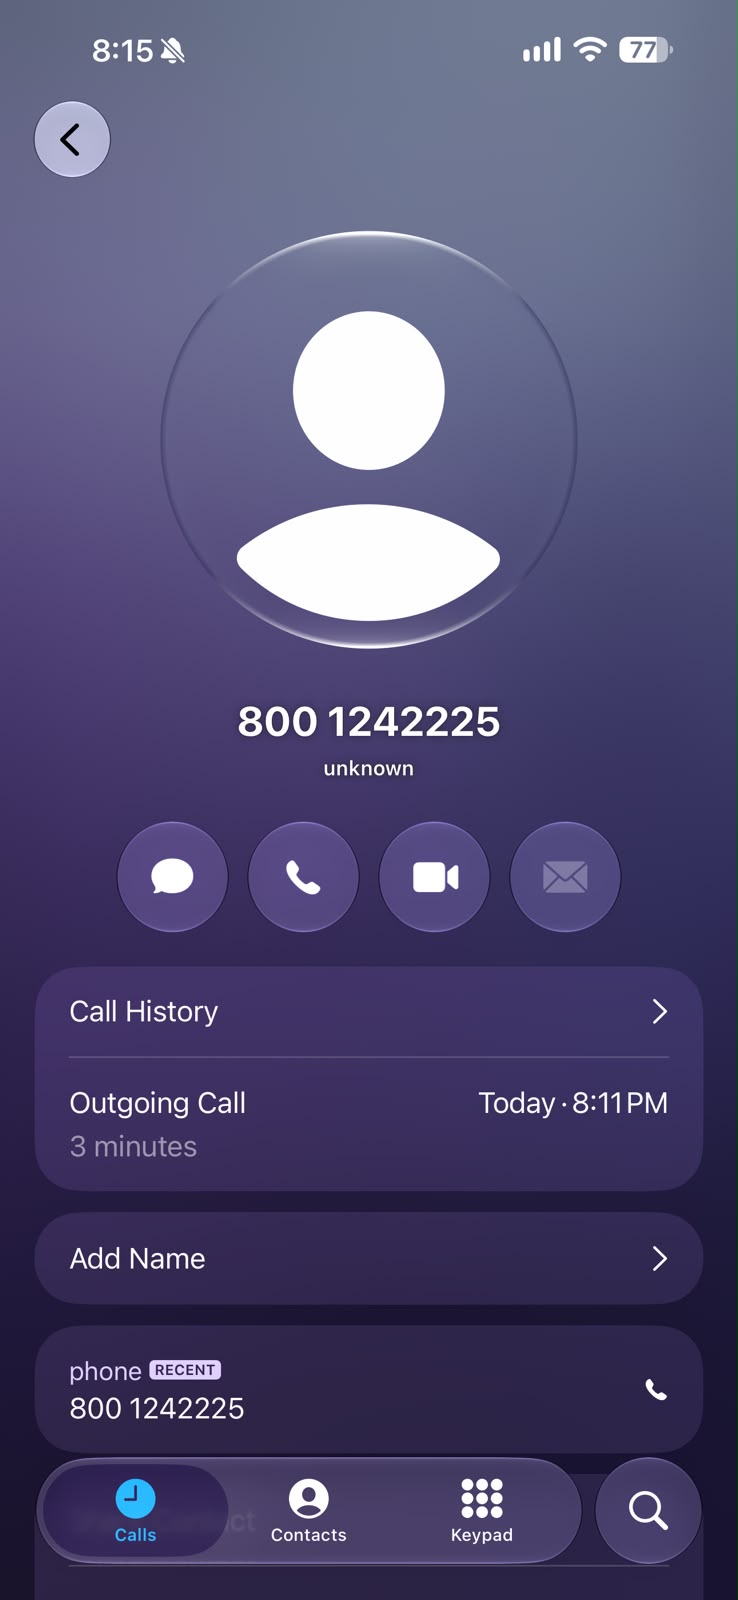 8:15
77
800 1242225
unknown
Call History
Outgoing Call Today · 8:11 PM
3 minutes
Add Name
phone RECENT
800 1242225
Calls Contacts Keypad